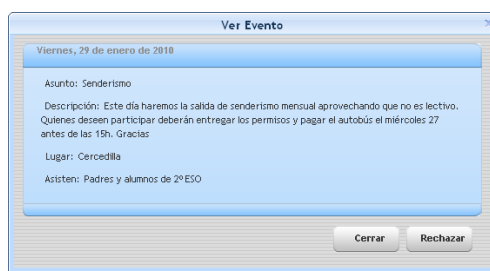 Ver Evento
Viernes, 29 de enero de 2010
Asunto: Senderismo
Descripción: Este día haremos la salida de senderismo mensual aprovechando que no es lectivo.
Quienes deseen participar deberán entregar los permisos y pagar el autobús el miércoles 27
antes de las 15h. Gracias
Lugar: Cercedilla
Asisten: Padres y alumnos de 2º ESO
Cerrar Rechazar